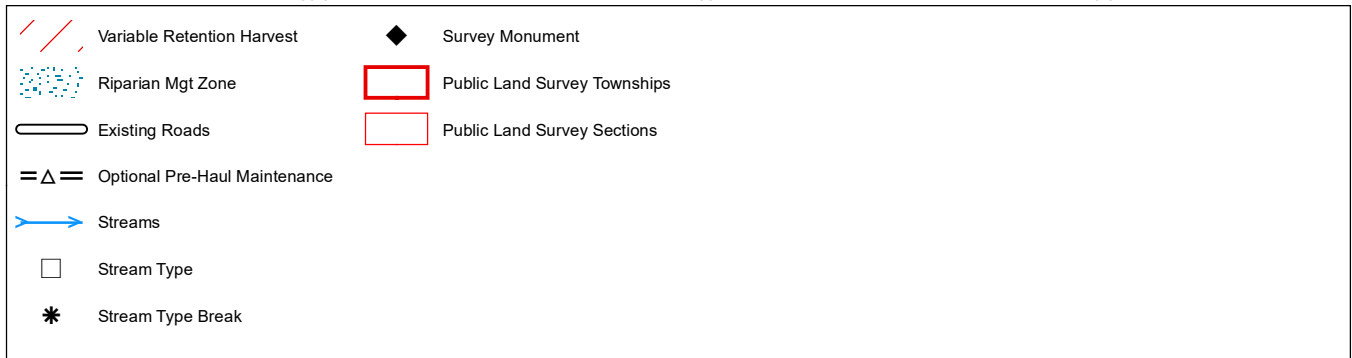 Variable Retention Harvest
Riparian Mgt Zone
Existing Roads
Optional Pre-Haul Maintenance
Streams
Stream Type
Stream Type Break
Survey Monument
Public Land Survey Townships
Public Land Survey Sections